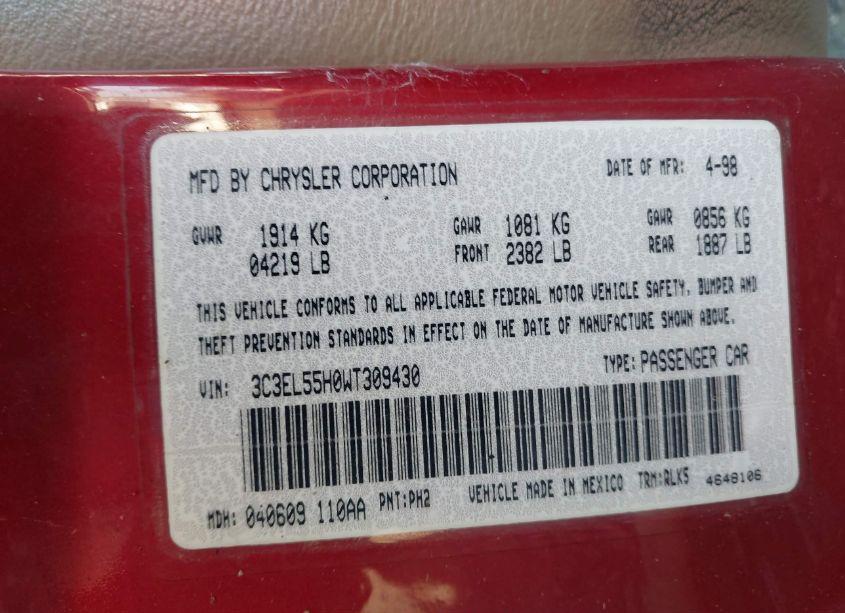 MFD BY CHRYSLER CORPORATION DATE OF MFR: 4-98
GVWR 1914 KG GAWR 1081 KG GAWR 0856 KG
04219 LB FRONT 2382 LB REAR 1887 LB
THIS VEHICLE CONFORMS TO ALL APPLICABLE FEDERAL MOTOR VEHICLE SAFETY, BUMPER AND
THEFT PREVENTION STANDARDS IN EFFECT ON THE DATE OF MANUFACTURE SHOWN ABOVE.
VIN: 3C3EL55H0WT309430 TYPE: PASSENGER CAR
MDH: 040609 110AA PNT:PH2 VEHICLE MADE IN MEXICO TRM:RLK5 4648106